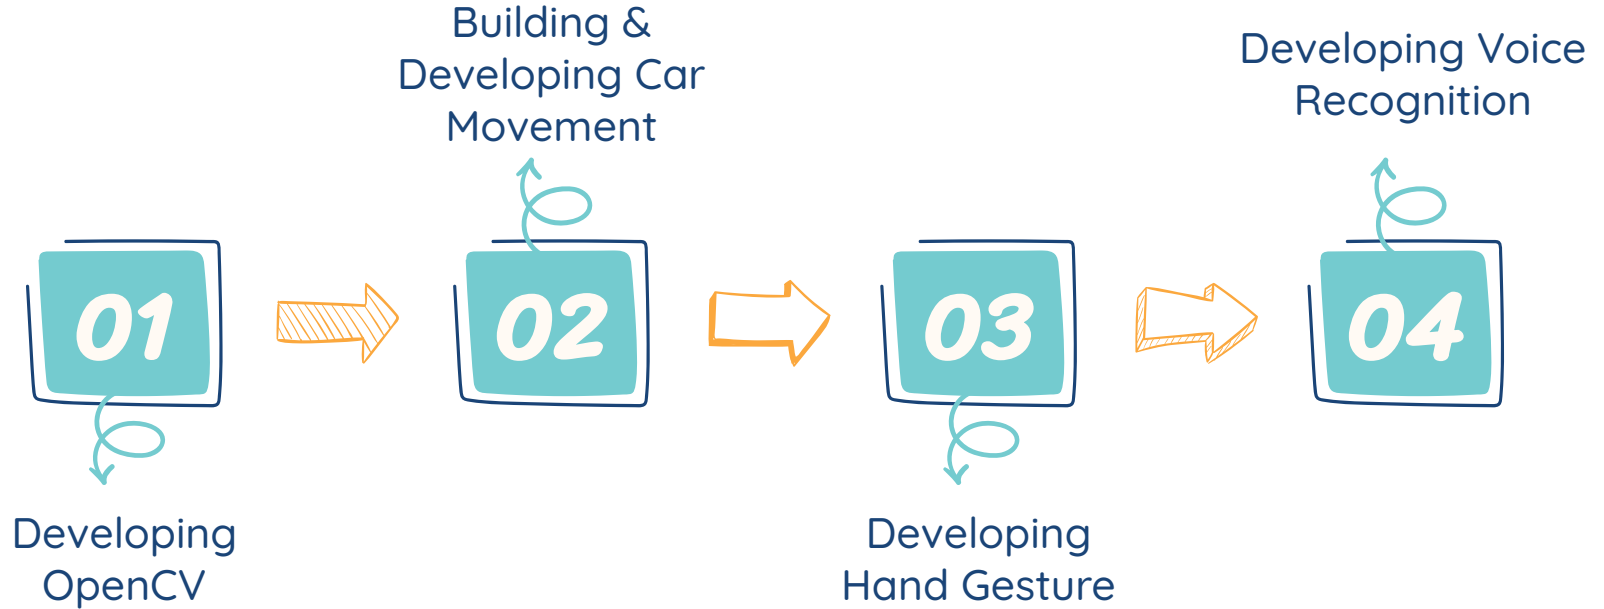 01
Developing
OpenCV
Building &
Developing Car
Movement
02
03
Developing
Hand Gesture
Developing Voice
Recognition
04